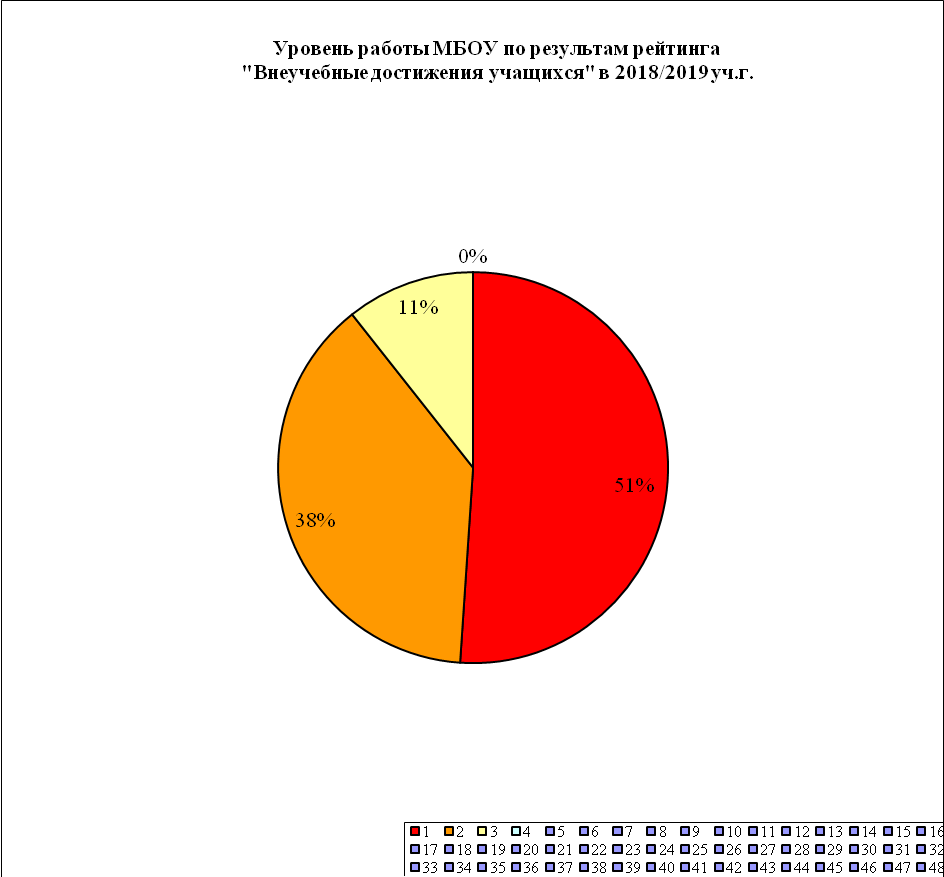 Уровень работы МБОУ по результам рейтинга
"Внеучебные достижения учащихся" в 2018/2019 уч.г.
0%
11%
51%
38%
1 2 3 4 5 6 7 8 9 10 11 12 13 14 15 16
17 18 19 20 21 22 23 24 25 26 27 28 29 30 31 32
33 34 35 36 37 38 39 40 41 42 43 44 45 46 47 48